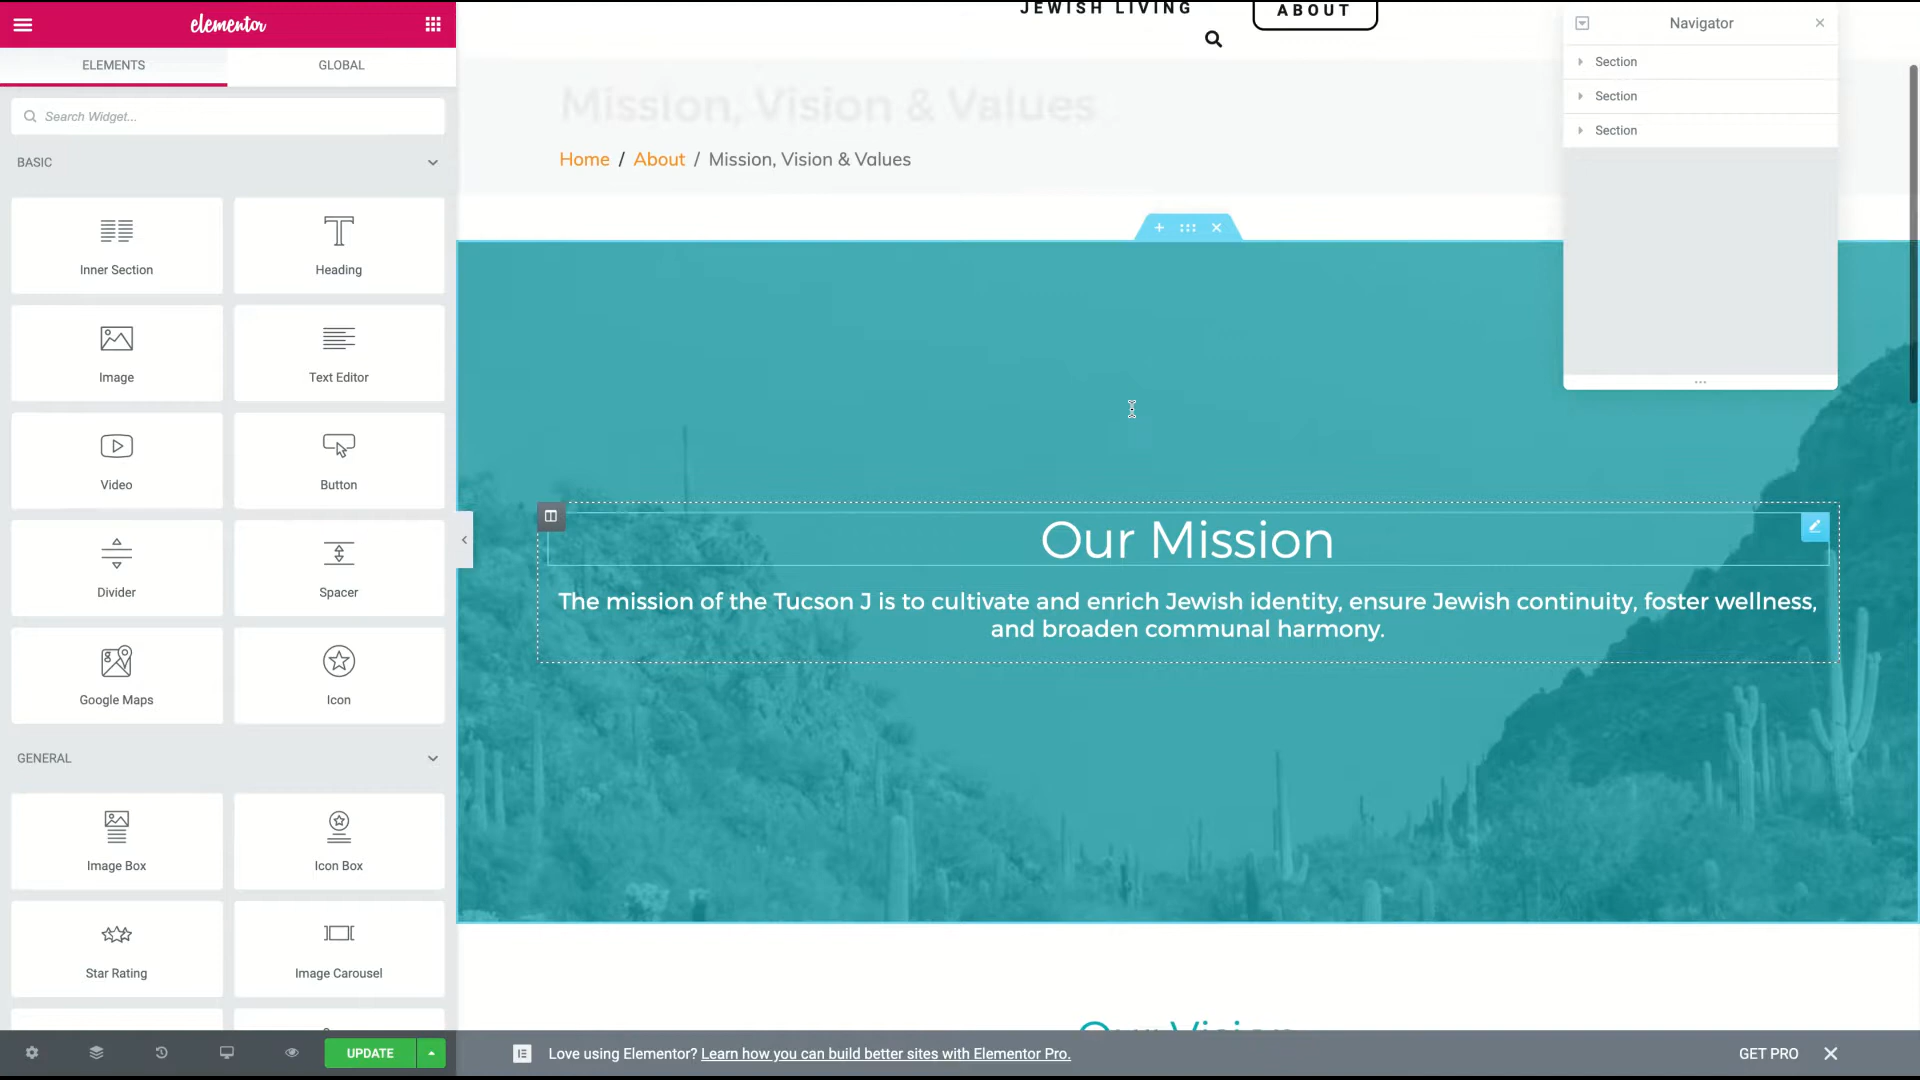 elementor
ELEMENTS
GLOBAL
Search Widget...
BASIC
Inner Section
Heading
Image
Text Editor
Video
Button
Divider
Spacer
Google Maps
Icon
GENERAL
Image Box
Icon Box
Star Rating
Image Carousel
UPDATE
JEWISH LIVING
ABOUT
Mission, Vision & Values
Home / About / Mission, Vision & Values
Our Mission
The mission of the Tucson J is to cultivate and enrich Jewish identity, ensure Jewish continuity, foster wellness,
and broaden communal harmony.
Our Vision
Navigator
Section
Section
Section
Love using Elementor? Learn how you can build better sites with Elementor Pro.
GET PRO